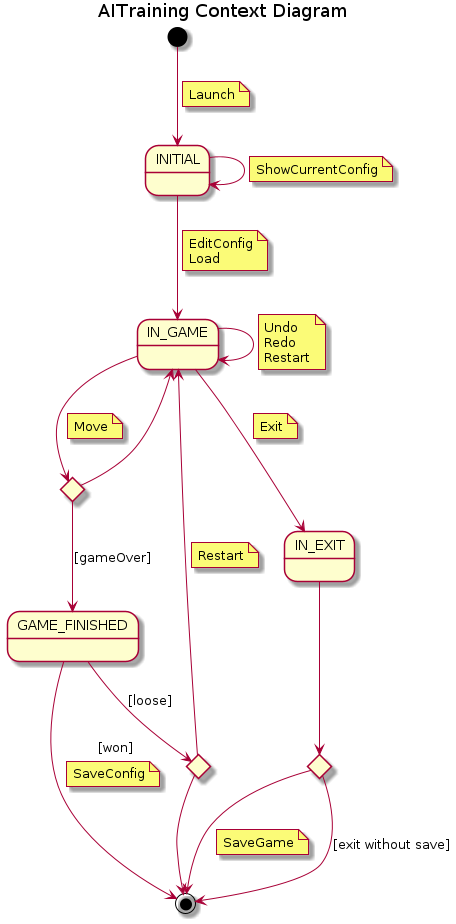 AITraining Context Diagram
Launch
INITIAL
ShowCurrentConfig
EditConfig
Load
IN_GAME
Undo
Redo
Restart
Move
Exit
[gameOver]
Restart
IN_EXIT
GAME_FINISHED
[loose]
[won]
SaveConfig
SaveGame
[exit without save]